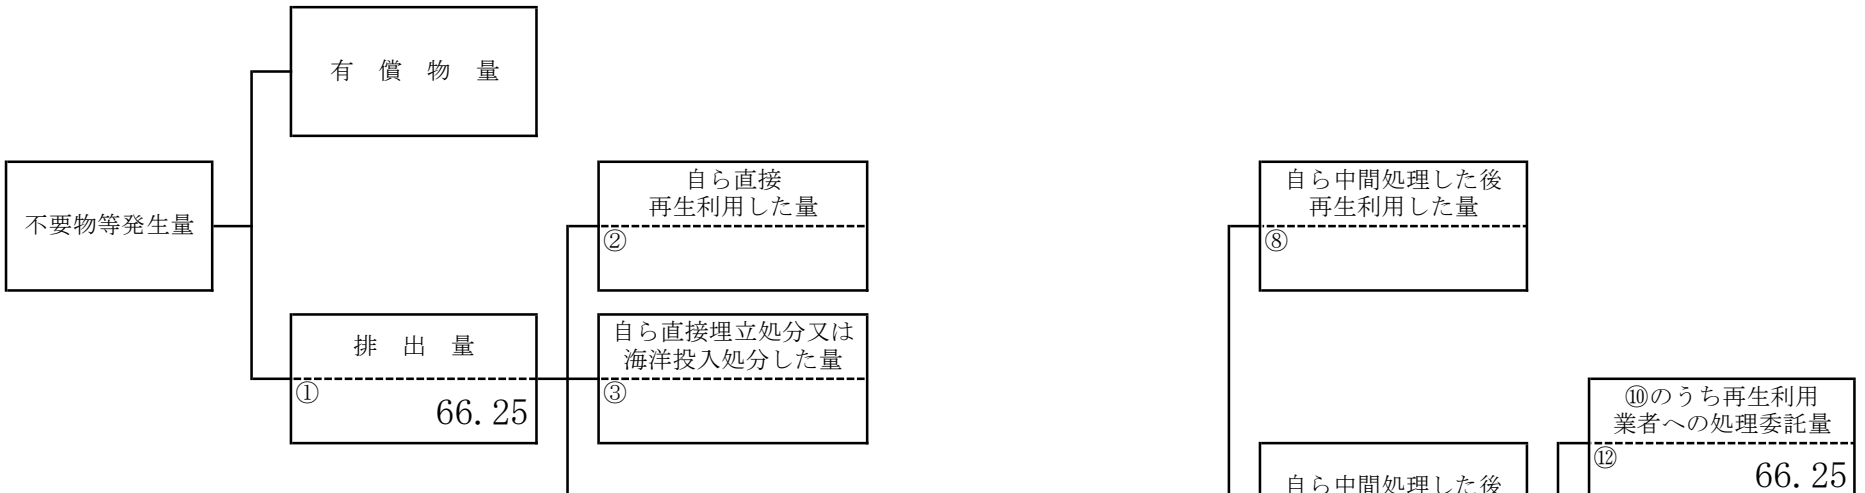 有　償　物　量
不要物等発生量
自ら直接
再生利用した量
②
自ら中間処理した後
再生利用した量
⑧
排　出　量
①
66.25
自ら直接埋立処分又は
海洋投入処分した量
③
⑩のうち再生利用
業者への処理委託量
⑫
66.25
自ら中間処理した後